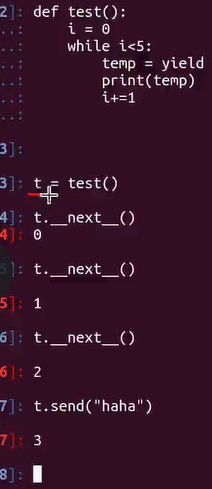 2]: def test():
..:     i = 0
..:     while i<5:
..:         temp = yield
..:         print(temp)
..:         i+=1
..:
3]:
3]: t = test()
4]: t.__next__()
4]: 0
5]: t.__next__()
5]: 1
6]: t.__next__()
6]: 2
7]: t.send("haha")
7]: 3
8]: